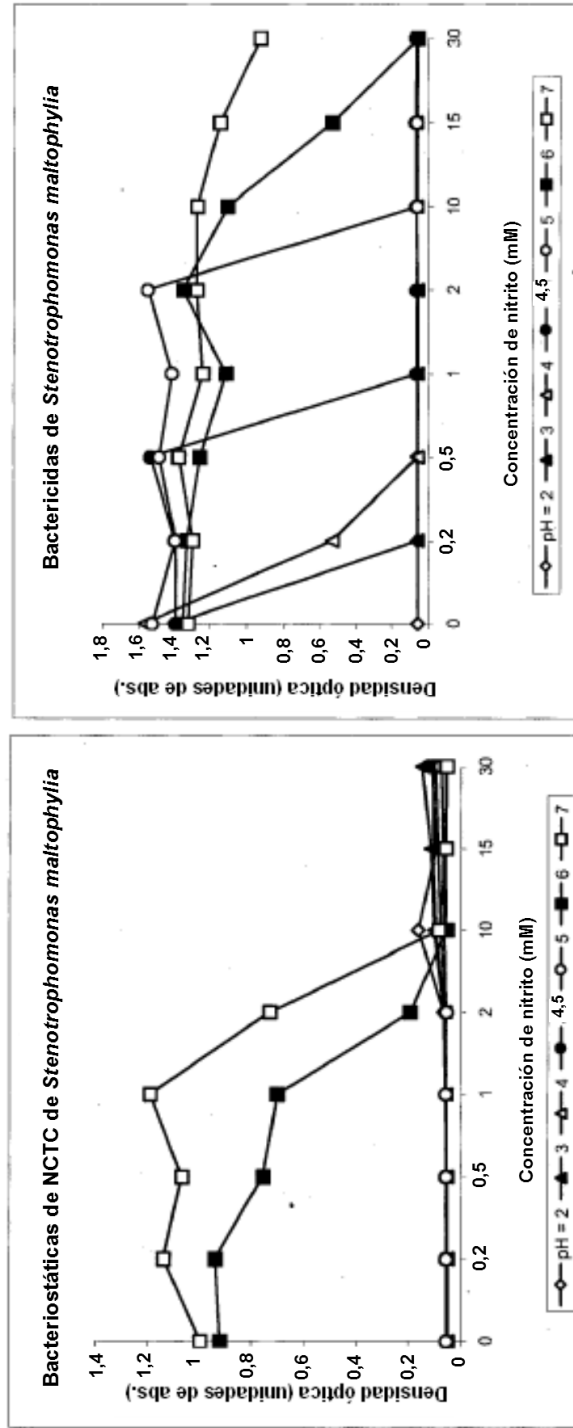 Bacteriostáticas de NCTC de Stenotrophomonas maltophylia
Densidad óptica (unidades de abs.)
1,4
1,2
1
0,8
0,6
0,4
0,2
0
0 0,2 0,5 1 2 10 15 30
Concentración de nitrito (mM)
pH = 2 3 4 4,5 5 6 7
Bactericidas de Stenotrophomonas maltophylia
Densidad óptica (unidades de abs.)
1,8
1,6
1,4
1,2
1
0,8
0,6
0,4
0,2
0
0 0,2 0,5 1 2 10 15 30
Concentración de nitrito (mM)
pH = 2 3 4 4,5 5 6 7